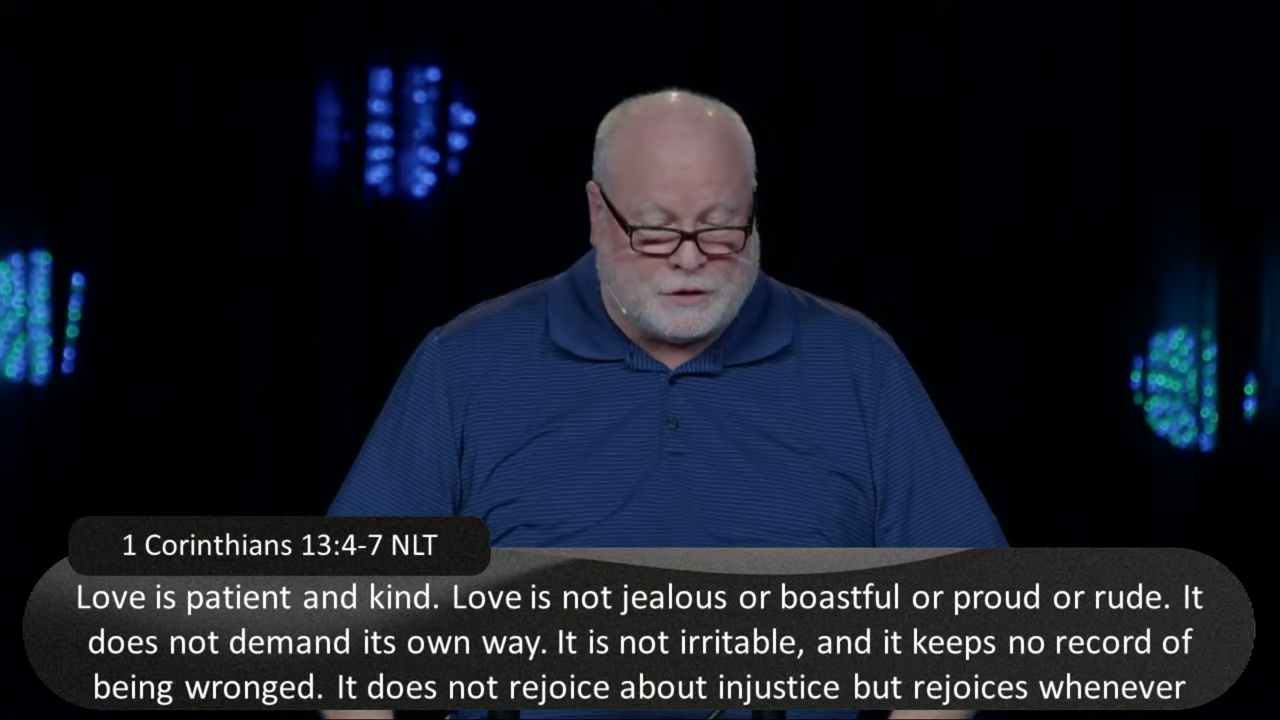 1 Corinthians 13:4-7 NLT
Love is patient and kind. Love is not jealous or boastful or proud or rude. It
does not demand its own way. It is not irritable, and it keeps no record of
being wronged. It does not rejoice about injustice but rejoices whenever